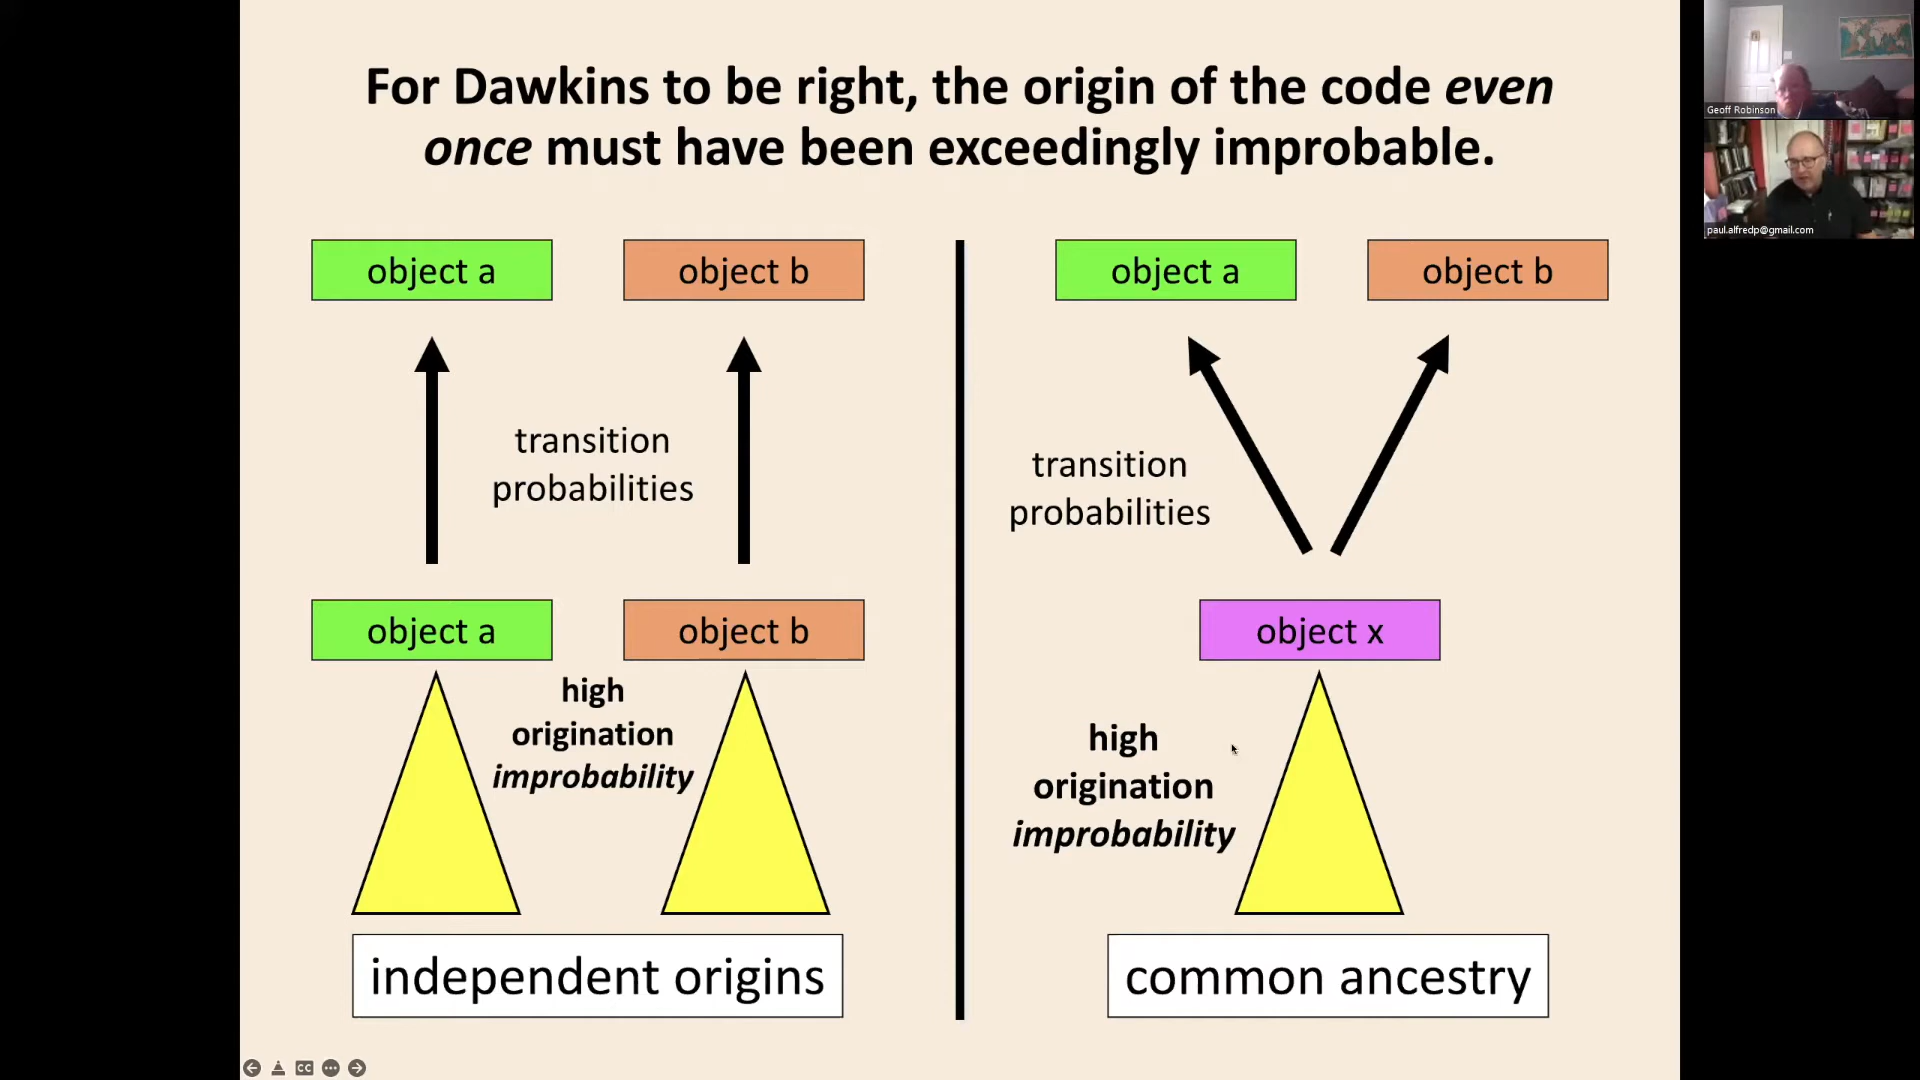 For Dawkins to be right, the origin of the code even
once must have been exceedingly improbable.
object a
object b
transition
probabilities
object a
object b
high
origination
improbability
independent origins
object a
object b
transition
probabilities
object x
high
origination
improbability
common ancestry
Geoff Robinson
paul.alfredp@gmail.com
CC